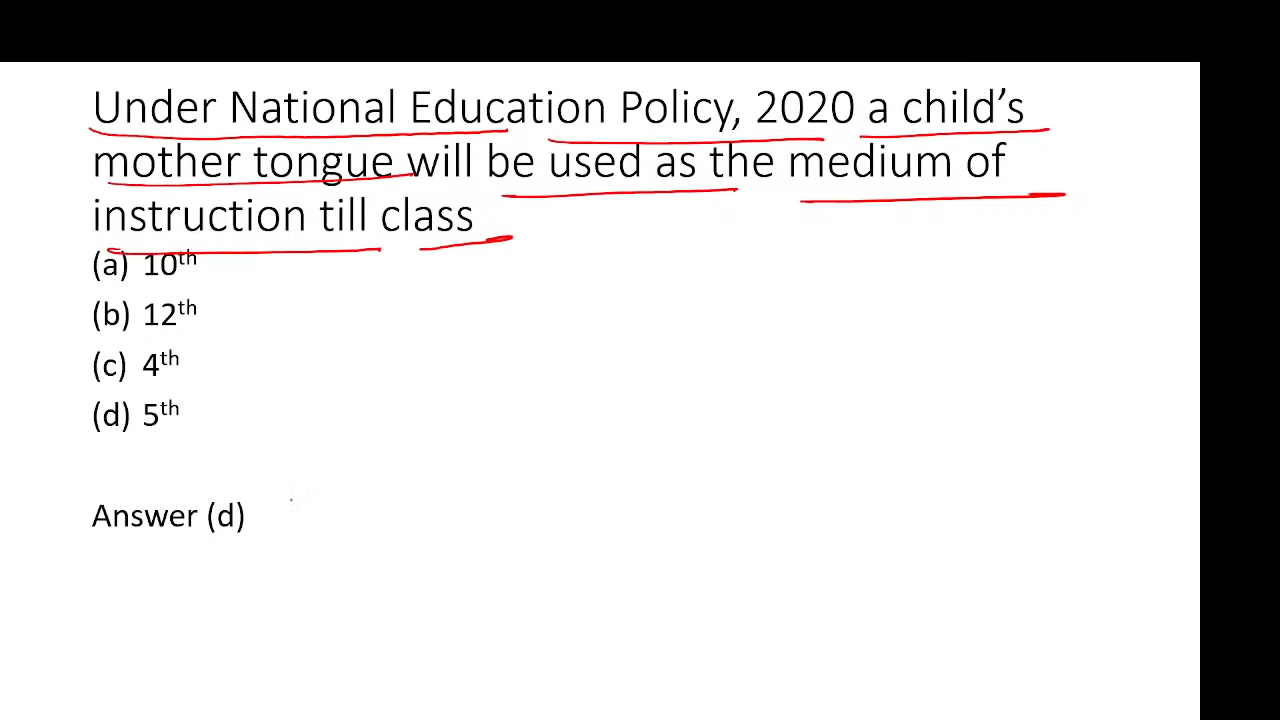 Under National Education Policy, 2020 a child’s
mother tongue will be used as the medium of
instruction till class
(a) 10th
(b) 12th
(c) 4th
(d) 5th
Answer (d)